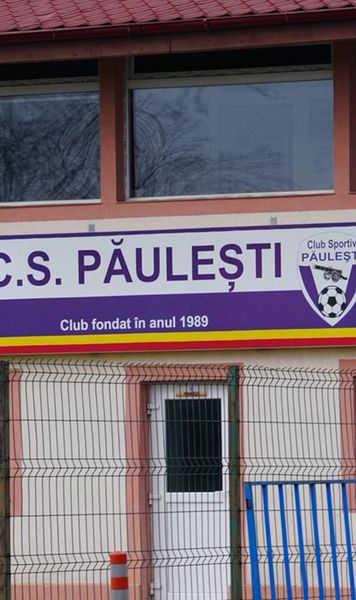 C.S. PĂULEȘTI
Club fondat în anul 1989
Club Sportiv
PĂULEȘTI